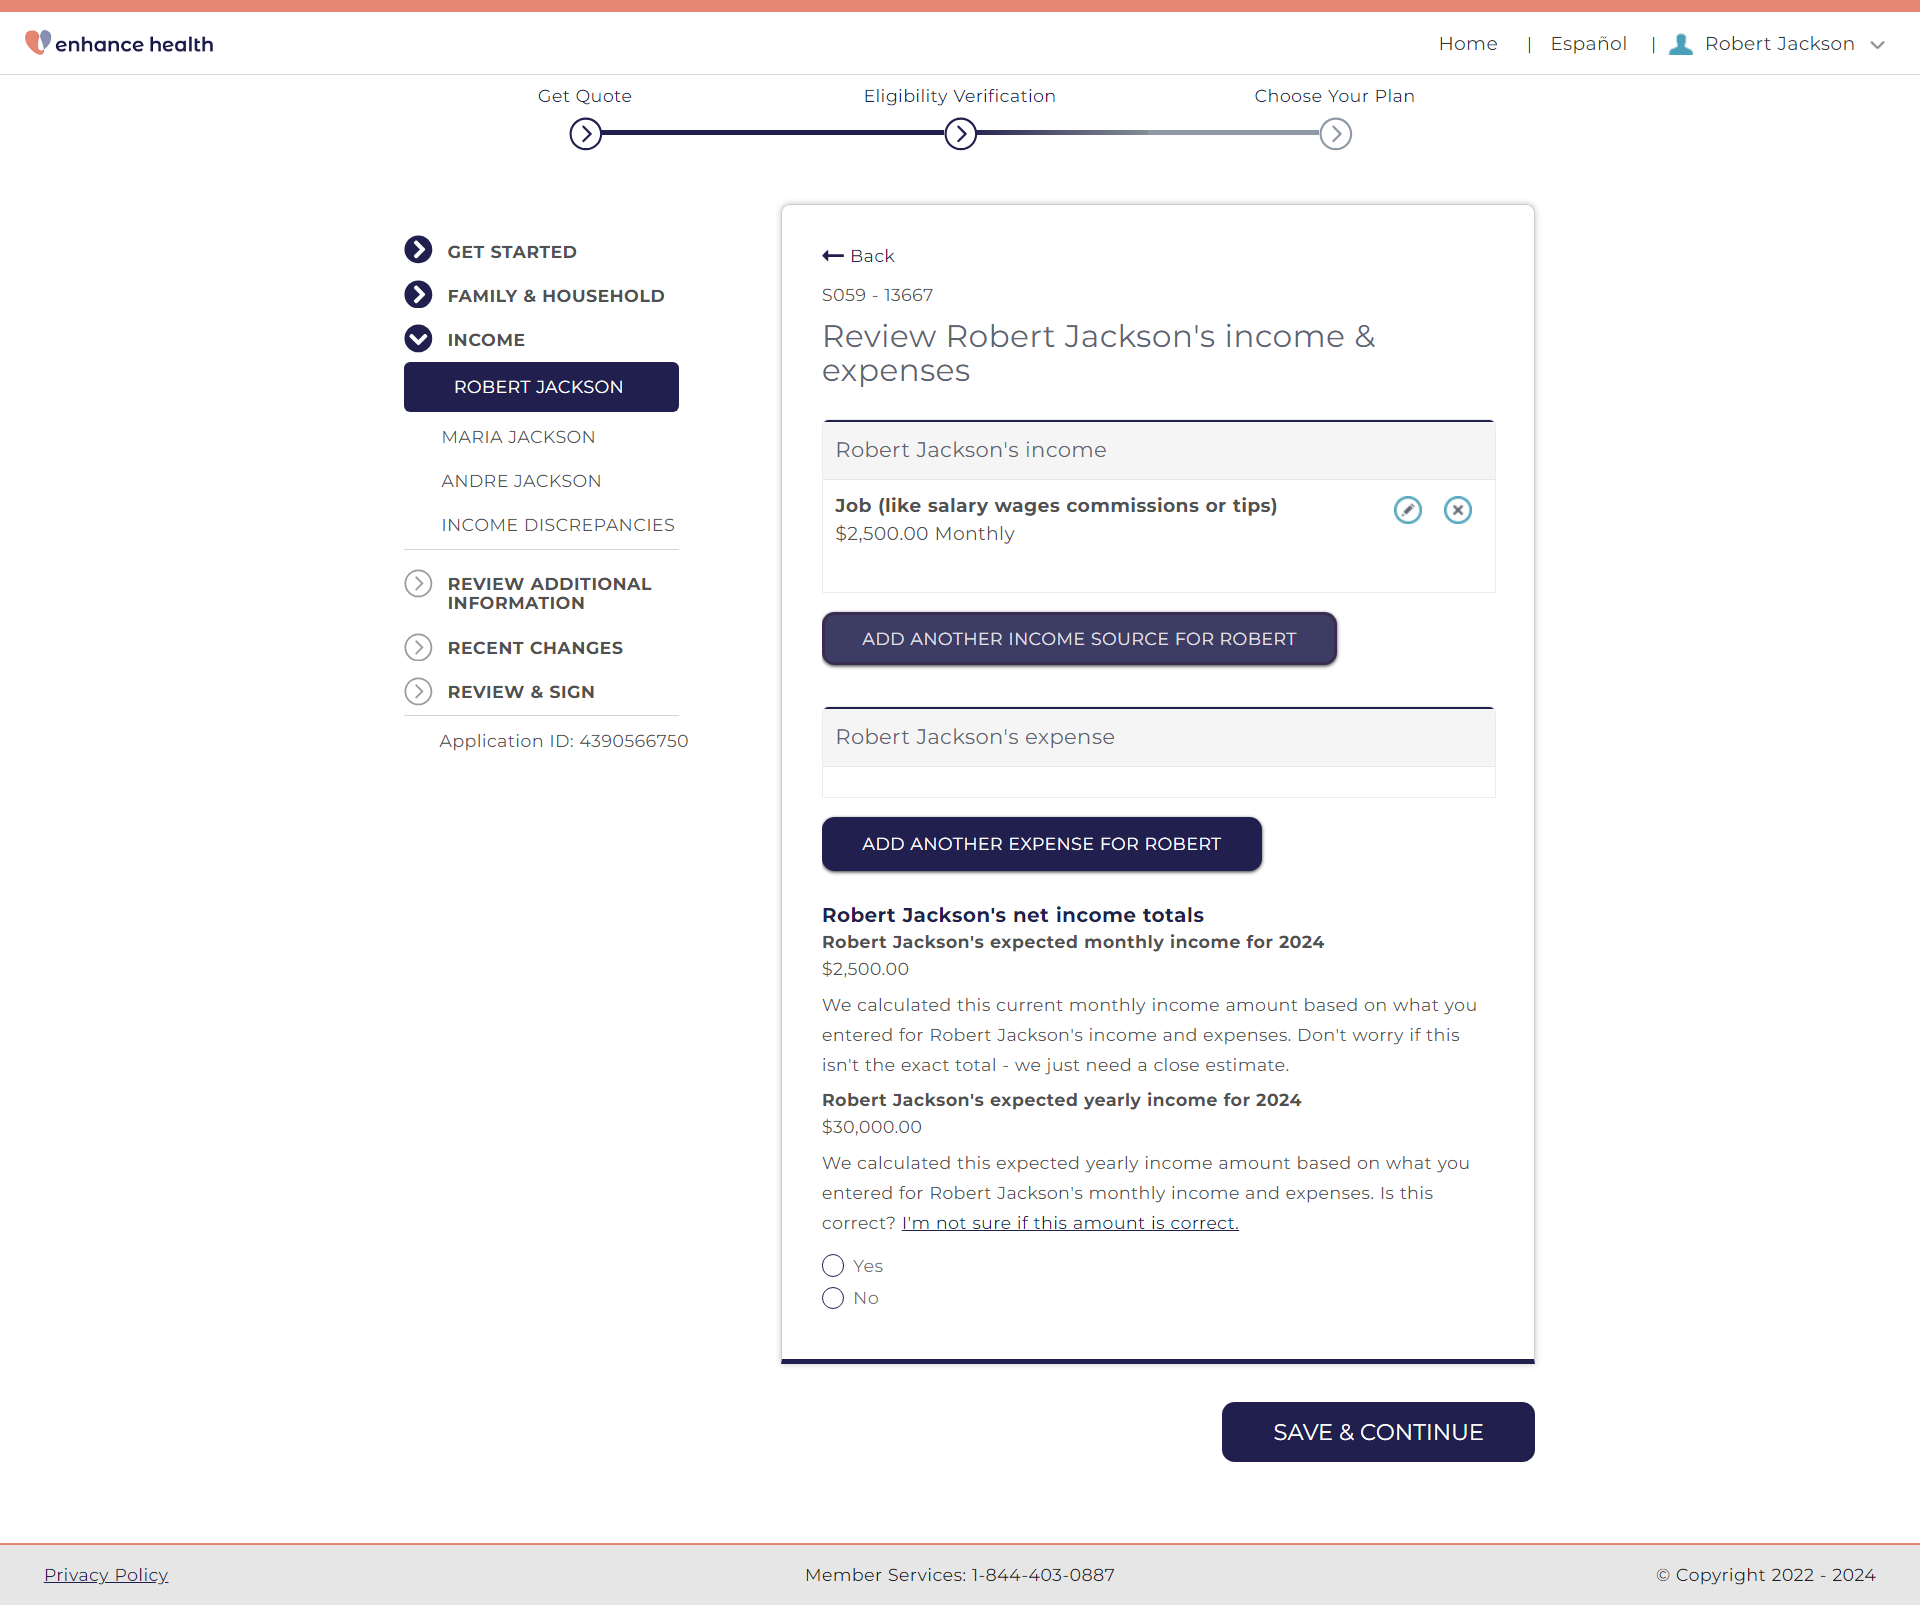 enhance health
Home | Español | Robert Jackson
Get Quote
Eligibility Verification
Choose Your Plan
GET STARTED
FAMILY & HOUSEHOLD
INCOME
ROBERT JACKSON
MARIA JACKSON
ANDRE JACKSON
INCOME DISCREPANCIES
REVIEW ADDITIONAL
INFORMATION
RECENT CHANGES
REVIEW & SIGN
Application ID: 4390566750
Back
S059 - 13667
Review Robert Jackson's income &
expenses
Robert Jackson's income
Job (like salary wages commissions or tips)
$2,500.00 Monthly
ADD ANOTHER INCOME SOURCE FOR ROBERT
Robert Jackson's expense
ADD ANOTHER EXPENSE FOR ROBERT
Robert Jackson's net income totals
Robert Jackson's expected monthly income for 2024
$2,500.00
We calculated this current monthly income amount based on what you
entered for Robert Jackson's income and expenses. Don't worry if this
isn't the exact total - we just need a close estimate.
Robert Jackson's expected yearly income for 2024
$30,000.00
We calculated this expected yearly income amount based on what you
entered for Robert Jackson's monthly income and expenses. Is this
correct? I'm not sure if this amount is correct.
Yes
No
SAVE & CONTINUE
Privacy Policy
Member Services: 1-844-403-0887
© Copyright 2022 - 2024